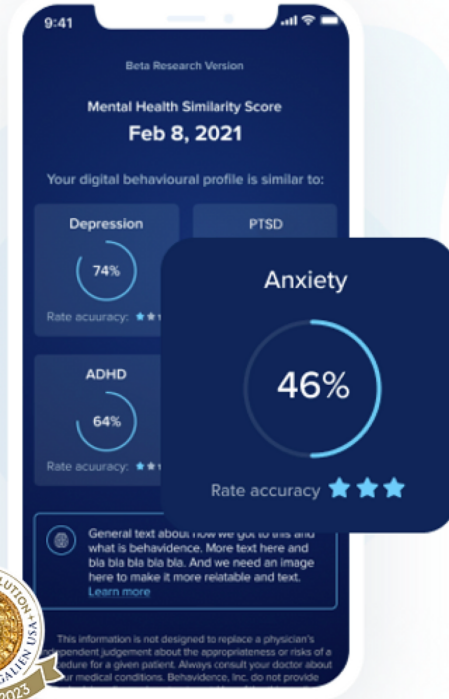 9:41
Beta Research Version
Mental Health Similarity Score
Feb 8, 2021
Your digital behavioural profile is similar to:
Depression
PTSD
74%
Rate acuuracy:
Anxiety
46%
Rate accuracy
ADHD
64%
Rate acuuracy:
General text about how we got to this and
what is behavidence. More text here and
bla bla bla bla bla. And we need an image
here to make it more relatable and text.
Learn more
This information is not designed to replace a physician's
independent judgement about the appropriateness or risks of a
for a given patient. Always consult your doctor about
medical conditions. Behavidence, Inc. do not provide
GALIEN USA
2023